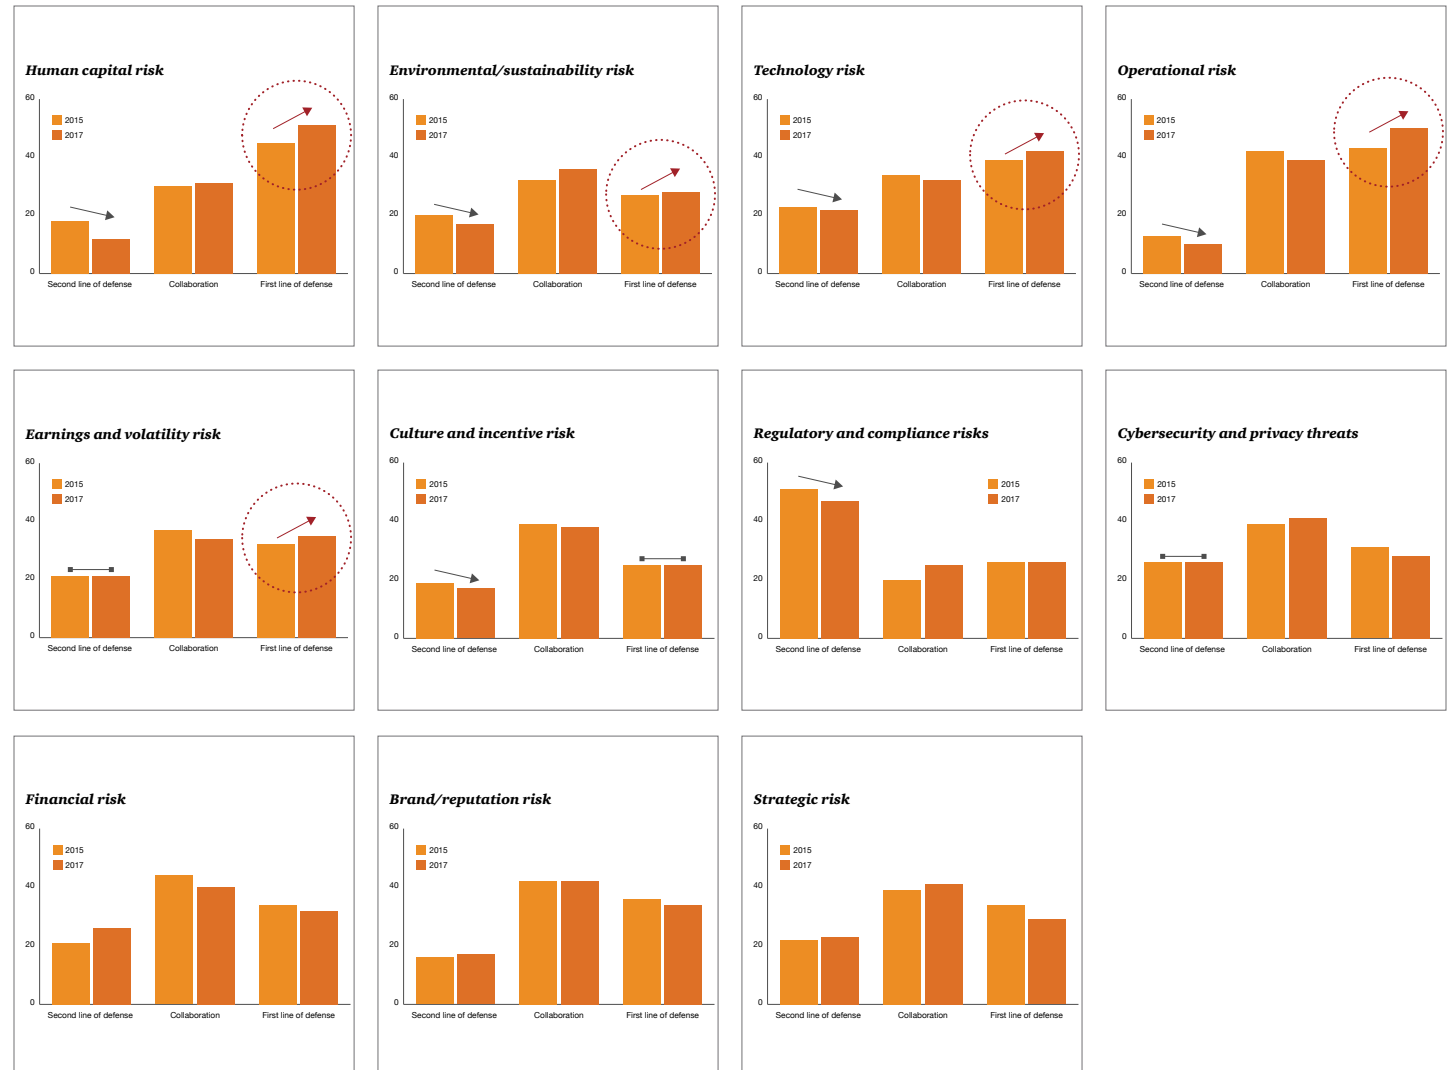 Human capital risk
60
2015
2017
40
20
0
Second line of defense
Collaboration
First line of defense
Environmental/sustainability risk
60
2015
2017
40
20
0
Second line of defense
Collaboration
First line of defense
Technology risk
60
2015
2017
40
20
0
Second line of defense
Collaboration
First line of defense
Operational risk
60
2015
2017
40
20
0
Second line of defense
Collaboration
First line of defense
Earnings and volatility risk
60
2015
2017
40
20
0
Second line of defense
Collaboration
First line of defense
Culture and incentive risk
60
2015
2017
40
20
0
Second line of defense
Collaboration
First line of defense
Regulatory and compliance risks
60
2015
2017
40
20
0
Second line of defense
Collaboration
First line of defense
Cybersecurity and privacy threats
60
2015
2017
40
20
0
Second line of defense
Collaboration
First line of defense
Financial risk
60
2015
2017
40
20
0
Second line of defense
Collaboration
First line of defense
Brand/reputation risk
60
2015
2017
40
20
0
Second line of defense
Collaboration
First line of defense
Strategic risk
60
2015
2017
40
20
0
Second line of defense
Collaboration
First line of defense